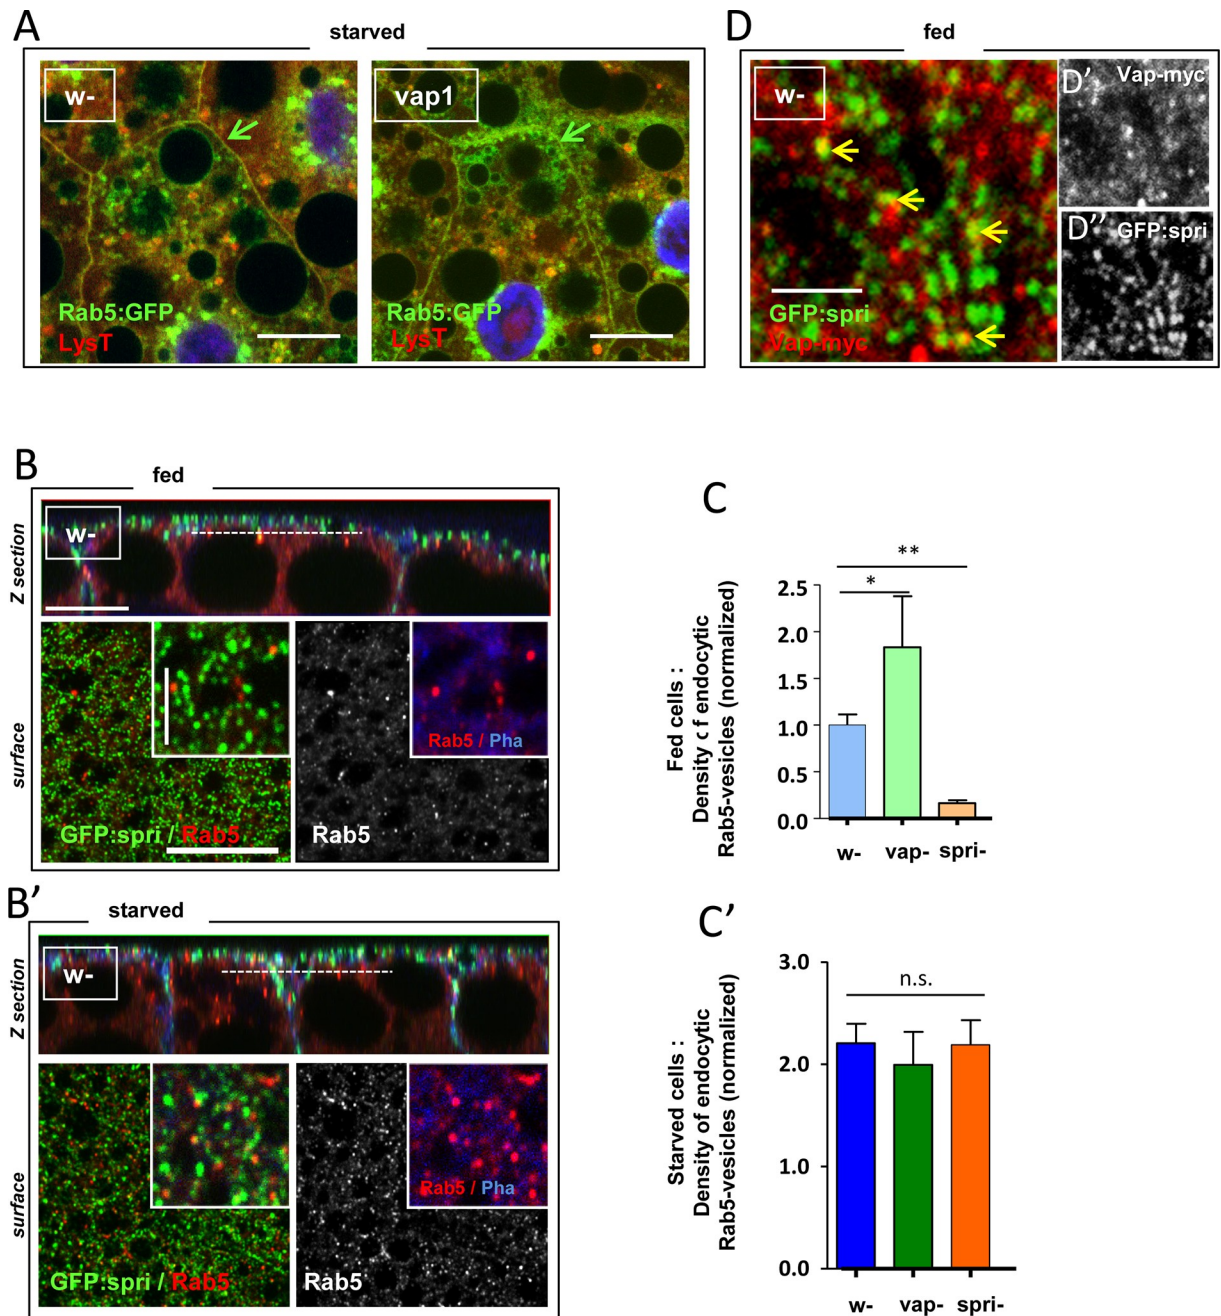 A
starved
w-
Rab5:GFP
LysT
vap1
Rab5:GFP
LysT
D
fed
w-
GFP:spri
Vap-myc
D'
Vap-myc
D''
GFP:spri
B
fed
Z section
w-
surface
GFP:spri / Rab5
Rab5 / Pha
Rab5
B'
starved
Z section
w-
surface
GFP:spri / Rab5
Rab5 / Pha
Rab5
C
Fed cells :
Density of endocytic
Rab5-vesicles (normalized)
**
*
2.5
2.0
1.5
1.0
0.5
0.0
w- vap- spri-
C'
Starved cells :
Density of endocytic
Rab5-vesicles (normalized)
n.s.
3.0
2.0
1.0
0.0
w- vap- spri-